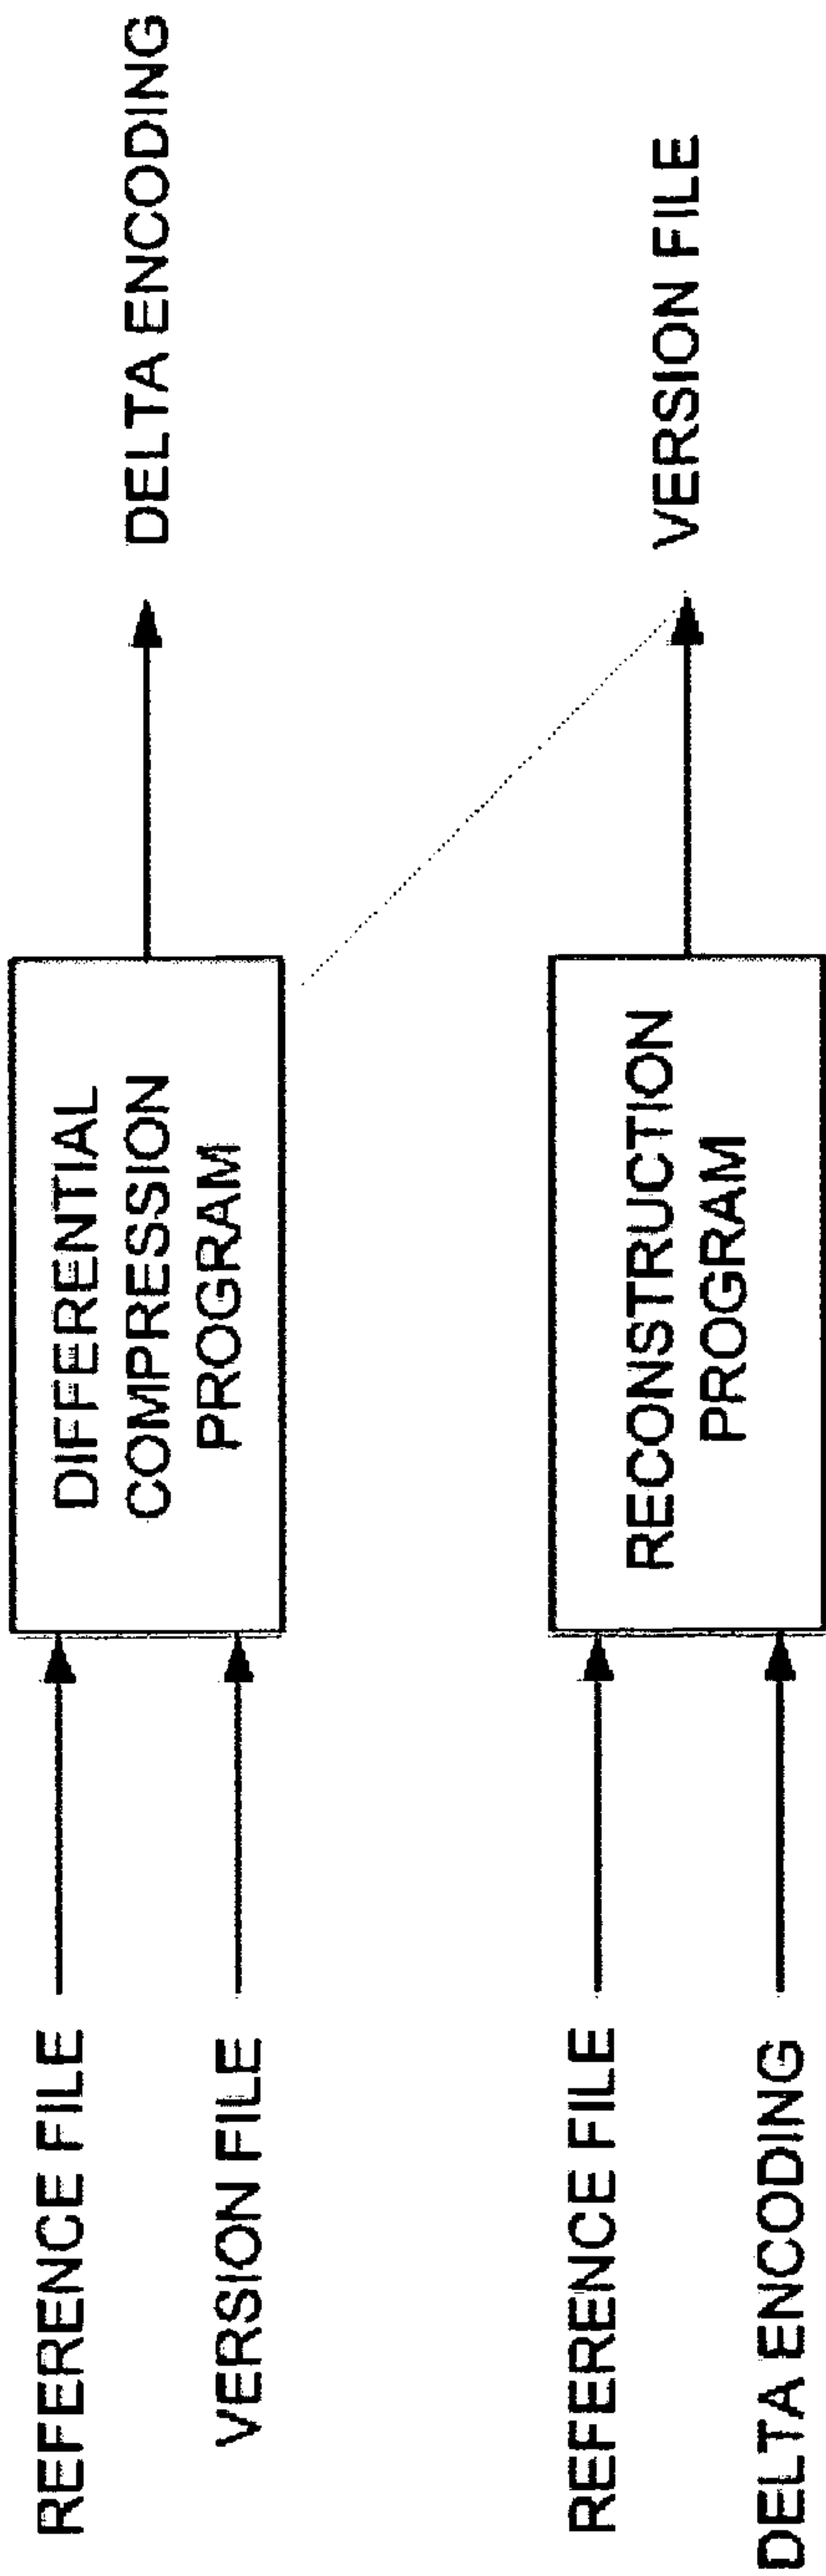 REFERENCE FILE
VERSION FILE
DIFFERENTIAL
COMPRESSION
PROGRAM
DELTA ENCODING
REFERENCE FILE
DELTA ENCODING
RECONSTRUCTION
PROGRAM
VERSION FILE